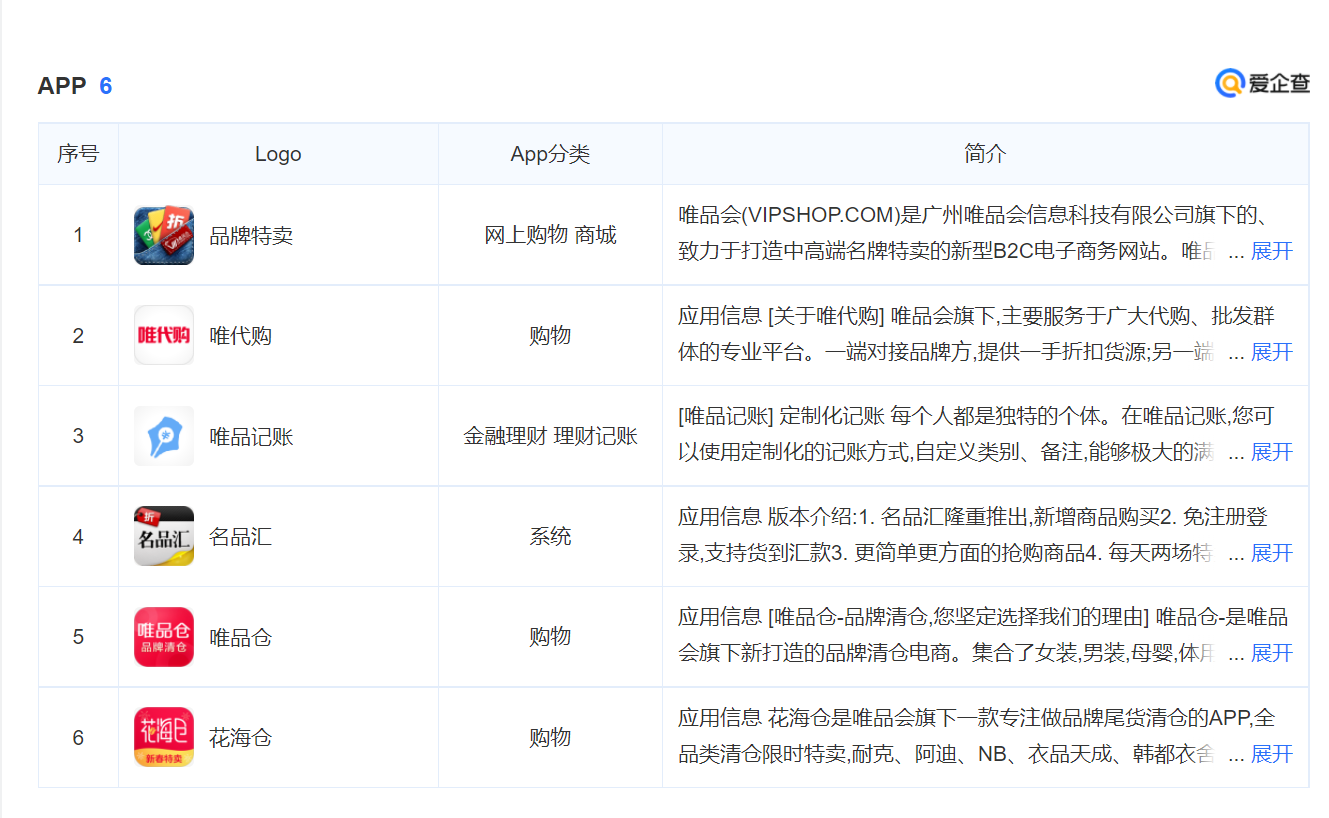 APP 6
爱企查
序号 Logo App分类 简介
1 品牌特卖 网上购物 商城
折
唯品会(VIPSHOP.COM)是广州唯品会信息科技有限公司旗下的、
致力于打造中高端名牌特卖的新型B2C电子商务网站。唯品 ... 展开
2 唯代购 唯代购 购物
应用信息 [关于唯代购] 唯品会旗下,主要服务于广大代购、批发群
体的专业平台。一端对接品牌方,提供一手折扣货源;另一端 ... 展开
3 唯品记账 金融理财 理财记账
[唯品记账] 定制化记账 每个人都是独特的个体。在唯品记账,您可
以使用定制化的记账方式,自定义类别、备注,能够极大的满 ... 展开
4 折 名品汇 名品汇 系统
应用信息 版本介绍:1. 名品汇隆重推出,新增商品购买2. 免注册登
录,支持货到汇款3. 更简单更方面的抢购商品4. 每天两场特 ... 展开
5 唯品仓 品牌清仓 唯品仓 购物
应用信息 [唯品仓-品牌清仓,您坚定选择我们的理由] 唯品仓-是唯品
会旗下新打造的品牌清仓电商。集合了女装,男装,母婴,体用 ... 展开
6 花海仓 新春特卖 花海仓 购物
应用信息 花海仓是唯品会旗下一款专注做品牌尾货清仓的APP,全
品类清仓限时特卖,耐克、阿迪、NB、衣品天成、韩都衣舍 ... 展开